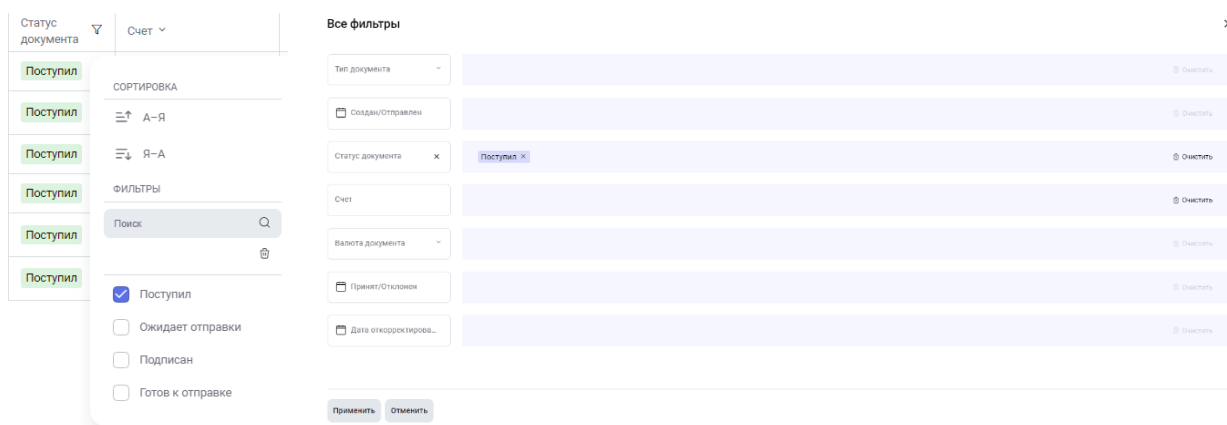 Статус
документа
Счет
Поступил
Поступил
Поступил
Поступил
Поступил
Поступил
СОРТИРОВКА
А–Я
Я–А
ФИЛЬТРЫ
Поиск
Поступил
Ожидает отправки
Подписан
Готов к отправке
Все фильтры
Тип документа
Очистить
Создан/Отправлен
Очистить
Статус документа
Поступил ×
Очистить
Счет
Очистить
Валюта документа
Очистить
Принят/Отклонен
Очистить
Дата откорректирова...
Очистить
Применить
Отменить